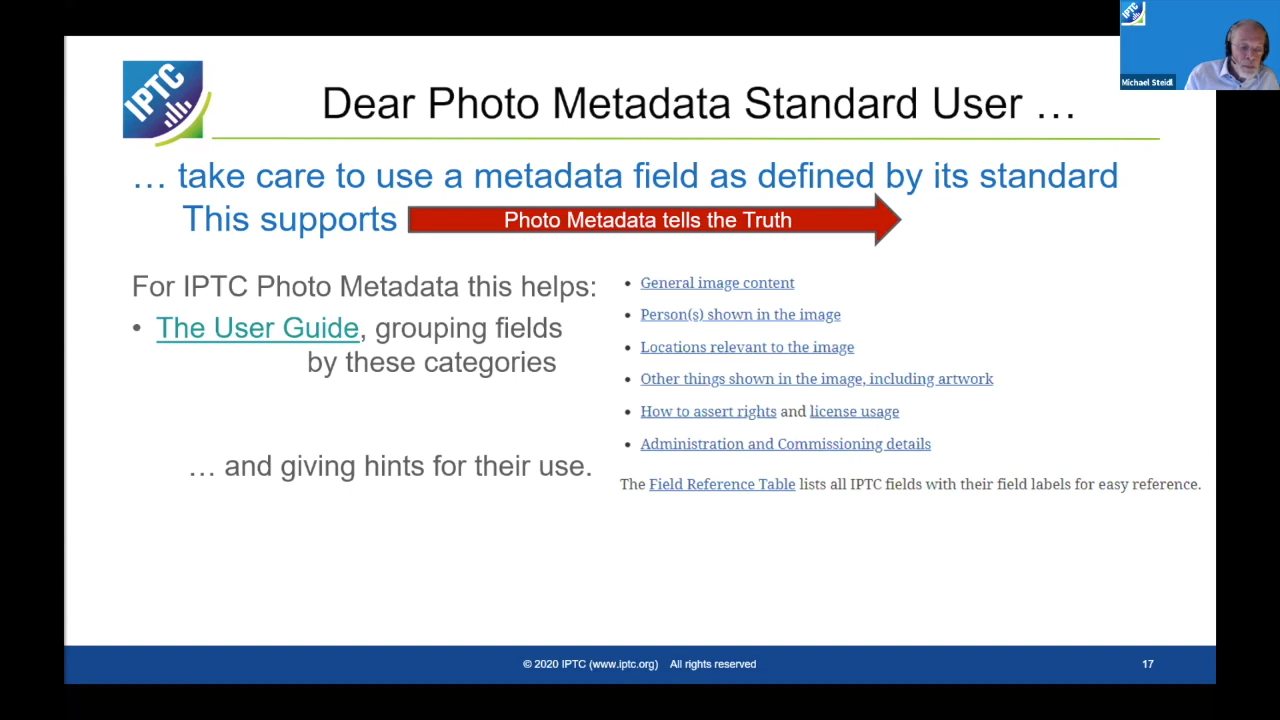 IPTC
Michael Steidl
IPTC
Dear Photo Metadata Standard User …
… take care to use a metadata field as defined by its standard
This supports
Photo Metadata tells the Truth
For IPTC Photo Metadata this helps:
• The User Guide, grouping fields
by these categories
… and giving hints for their use.
• General image content
• Person(s) shown in the image
• Locations relevant to the image
• Other things shown in the image, including artwork
• How to assert rights and license usage
• Administration and Commissioning details
The Field Reference Table lists all IPTC fields with their field labels for easy reference.
© 2020 IPTC (www.iptc.org) All rights reserved
17